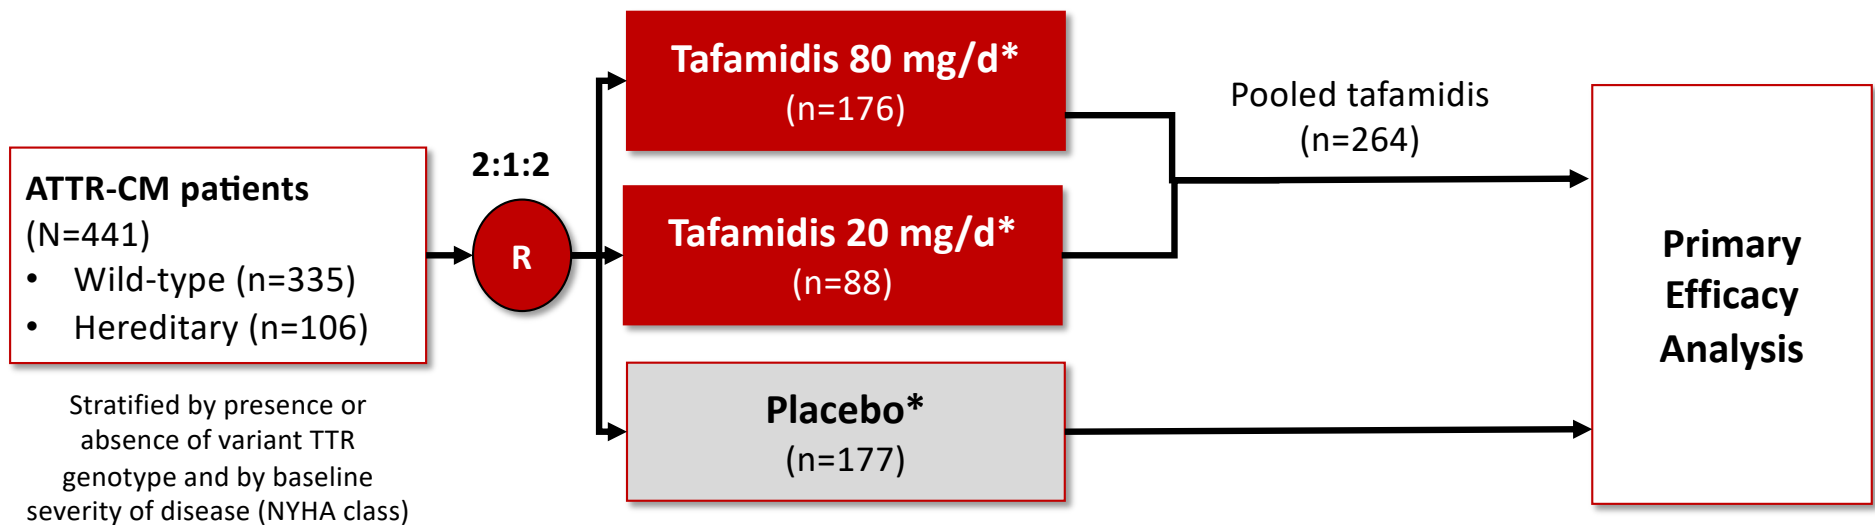 ATTR-CM patients
(N=441)
• Wild-type (n=335)
• Hereditary (n=106)
Stratified by presence or
absence of variant TTR
genotype and by baseline
severity of disease (NYHA class)
2:1:2
R
Tafamidis 80 mg/d*
(n=176)
Tafamidis 20 mg/d*
(n=88)
Placebo*
(n=177)
Pooled tafamidis
(n=264)
Primary
Efficacy
Analysis